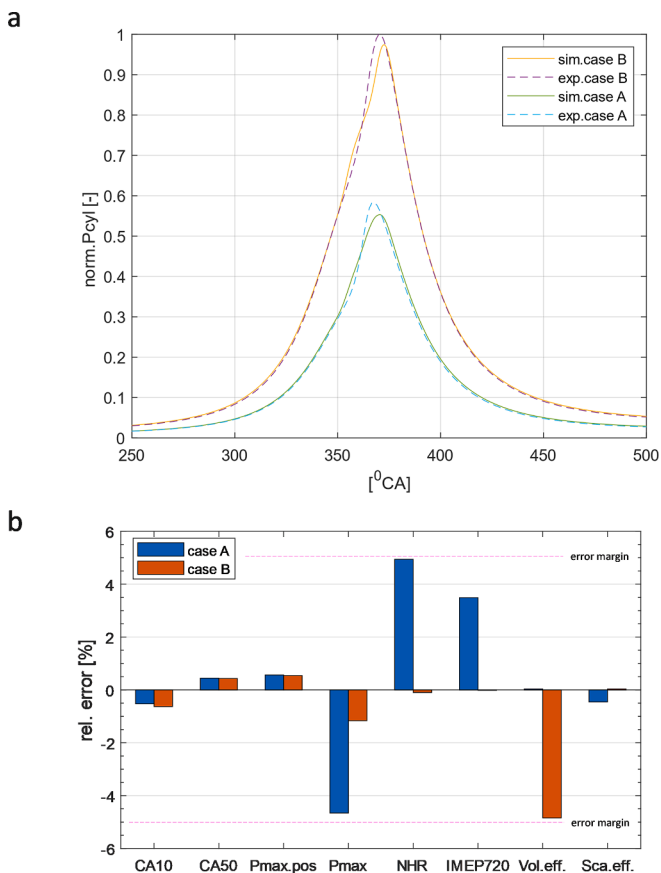 a
1
0.9
0.8
0.7
0.6
0.5
0.4
0.3
0.2
0.1
0
norm.Pcyl [-]
sim.case B
exp.case B
sim.case A
exp.case A
250
300
350
400
450
500
[⁰CA]
b
6
4
2
0
-2
-4
-6
rel. error [%]
case A
case B
error margin
error margin
CA10
CA50
Pmax.pos
Pmax
NHR
IMEP720
Vol.eff.
Sca.eff.